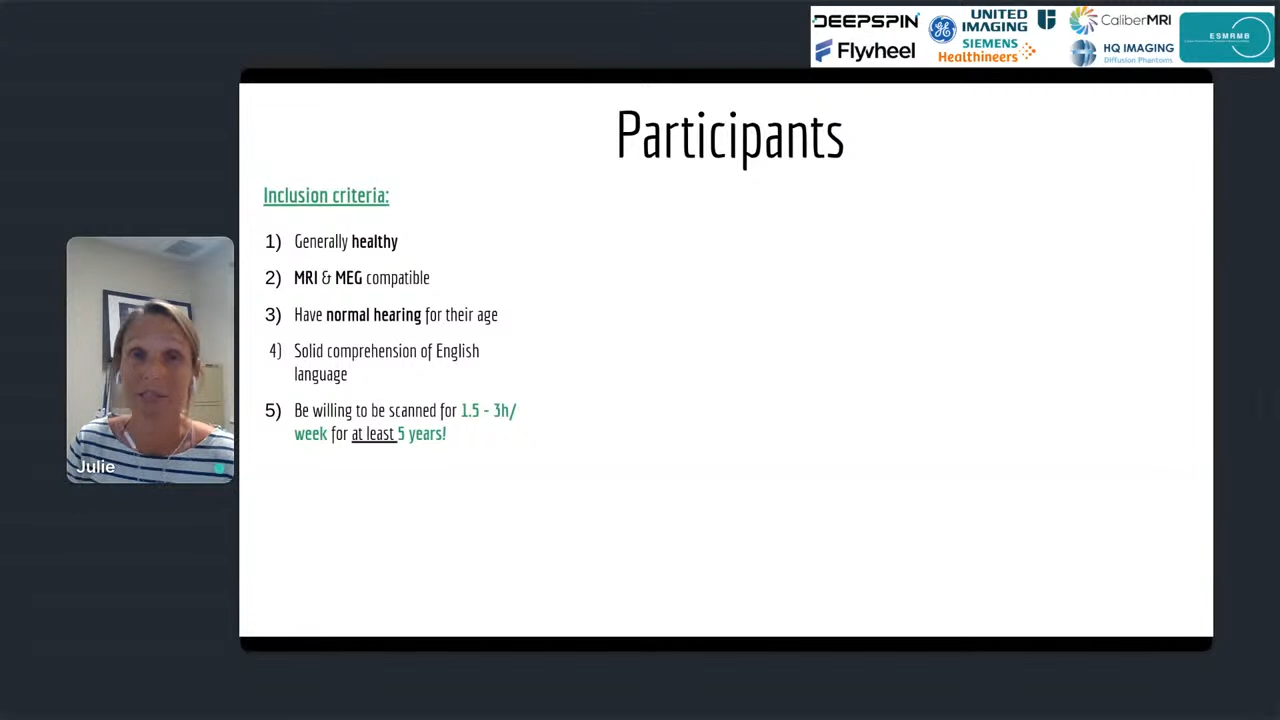 DEEPSPIN
UNITED
IMAGING
CaliberMRI
ESMRMB
Flywheel
SIEMENS
Healthineers
HQ IMAGING
Diffusion Phantoms
Participants
Inclusion criteria:
1) Generally healthy
2) MRI & MEG compatible
3) Have normal hearing for their age
4) Solid comprehension of English
language
5) Be willing to be scanned for 1.5 - 3h/
week for at least 5 years!
Julie